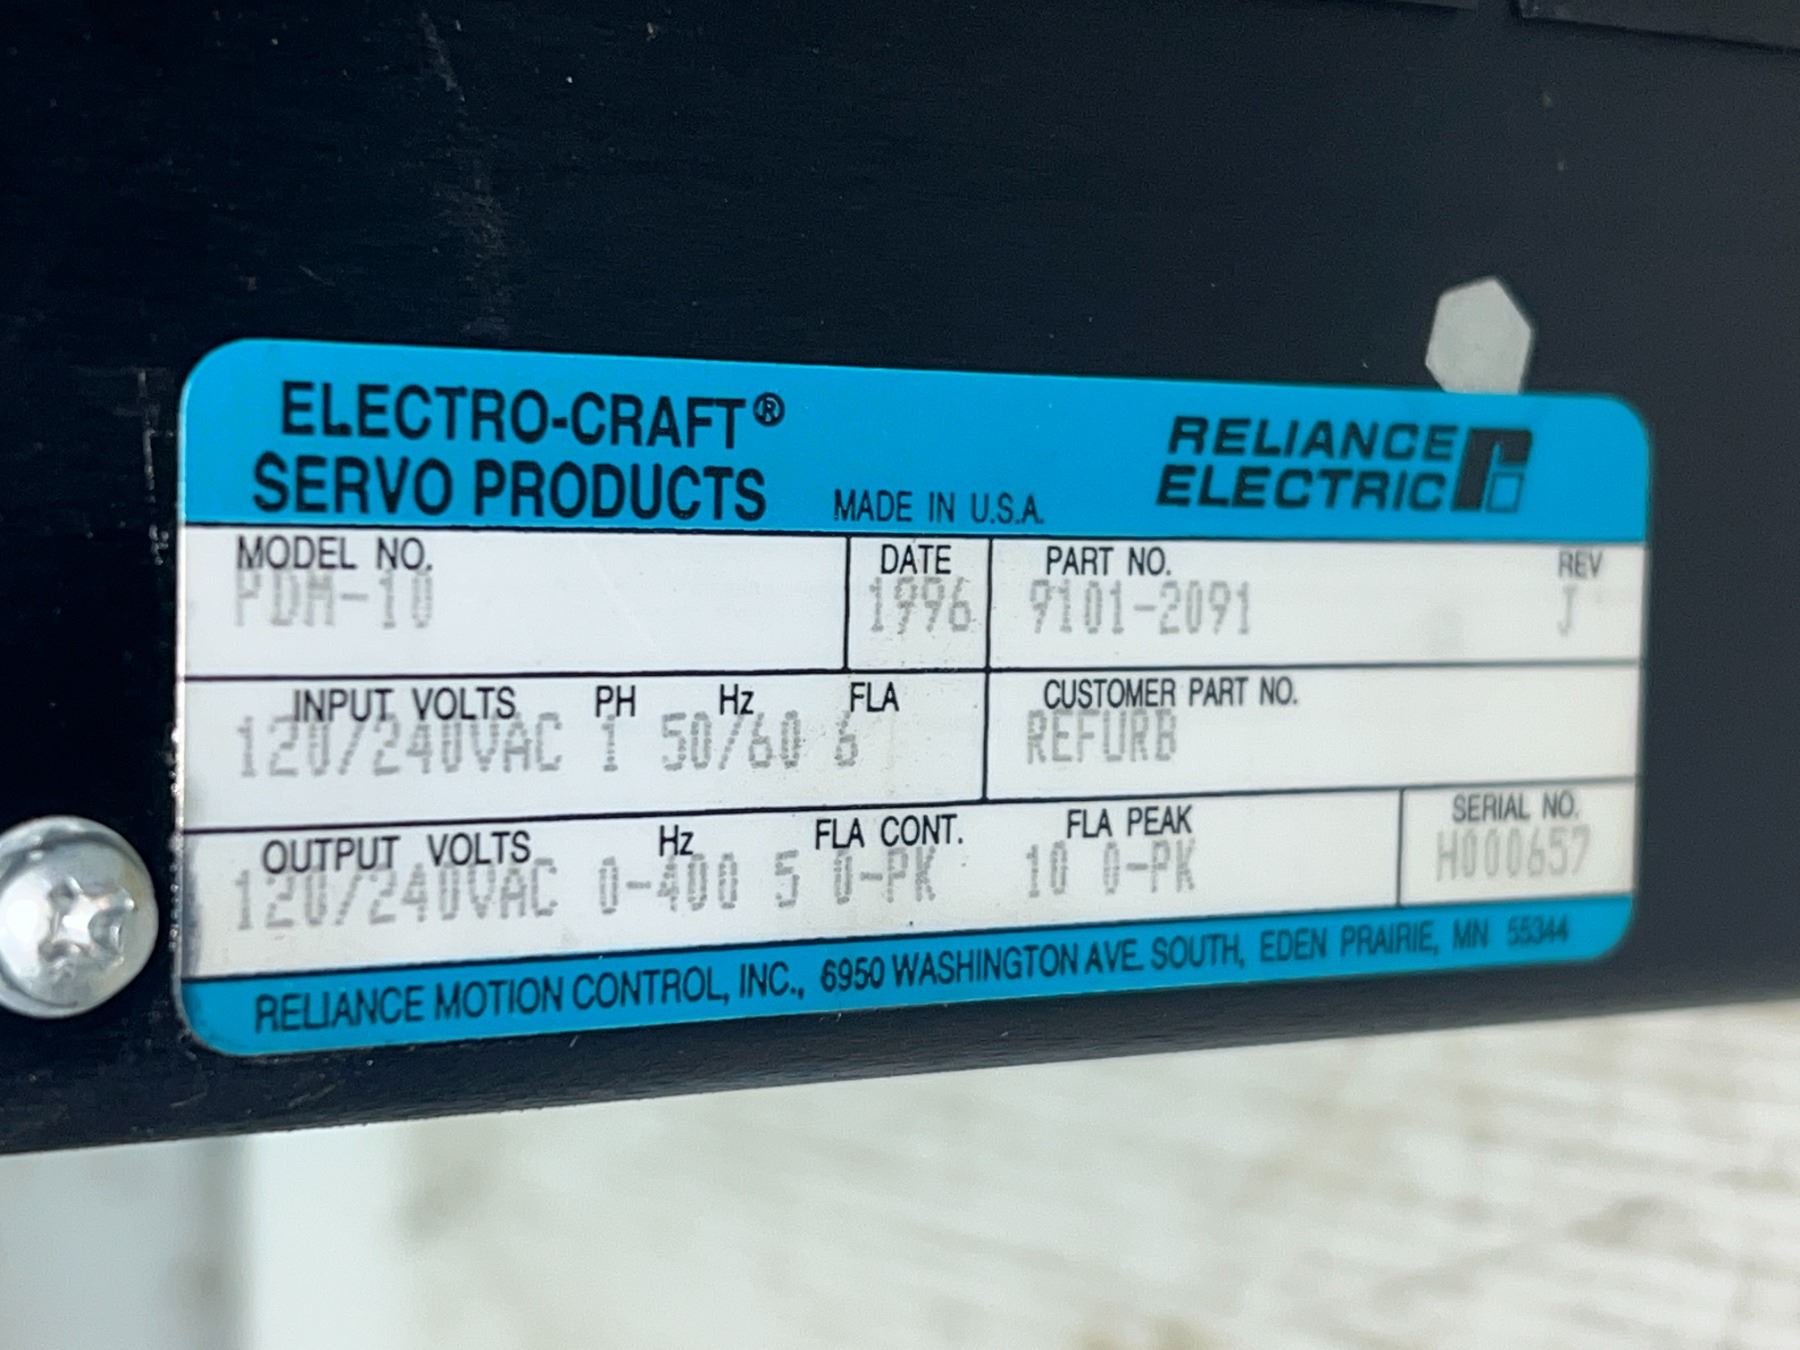 ELECTRO-CRAFT®
SERVO PRODUCTS
MADE IN U.S.A.
RELIANCE
ELECTRIC
MODEL NO. DATE PART NO. REV
PDM-10 1996 9101-2091 J
INPUT VOLTS PH Hz FLA CUSTOMER PART NO.
120/240VAC 1 50/60 6 REFURB
OUTPUT VOLTS Hz FLA CONT. FLA PEAK SERIAL NO.
120/240VAC 0-400 5 0-PK 10 0-PK H000657
RELIANCE MOTION CONTROL, INC., 6950 WASHINGTON AVE. SOUTH, EDEN PRAIRIE, MN 55344